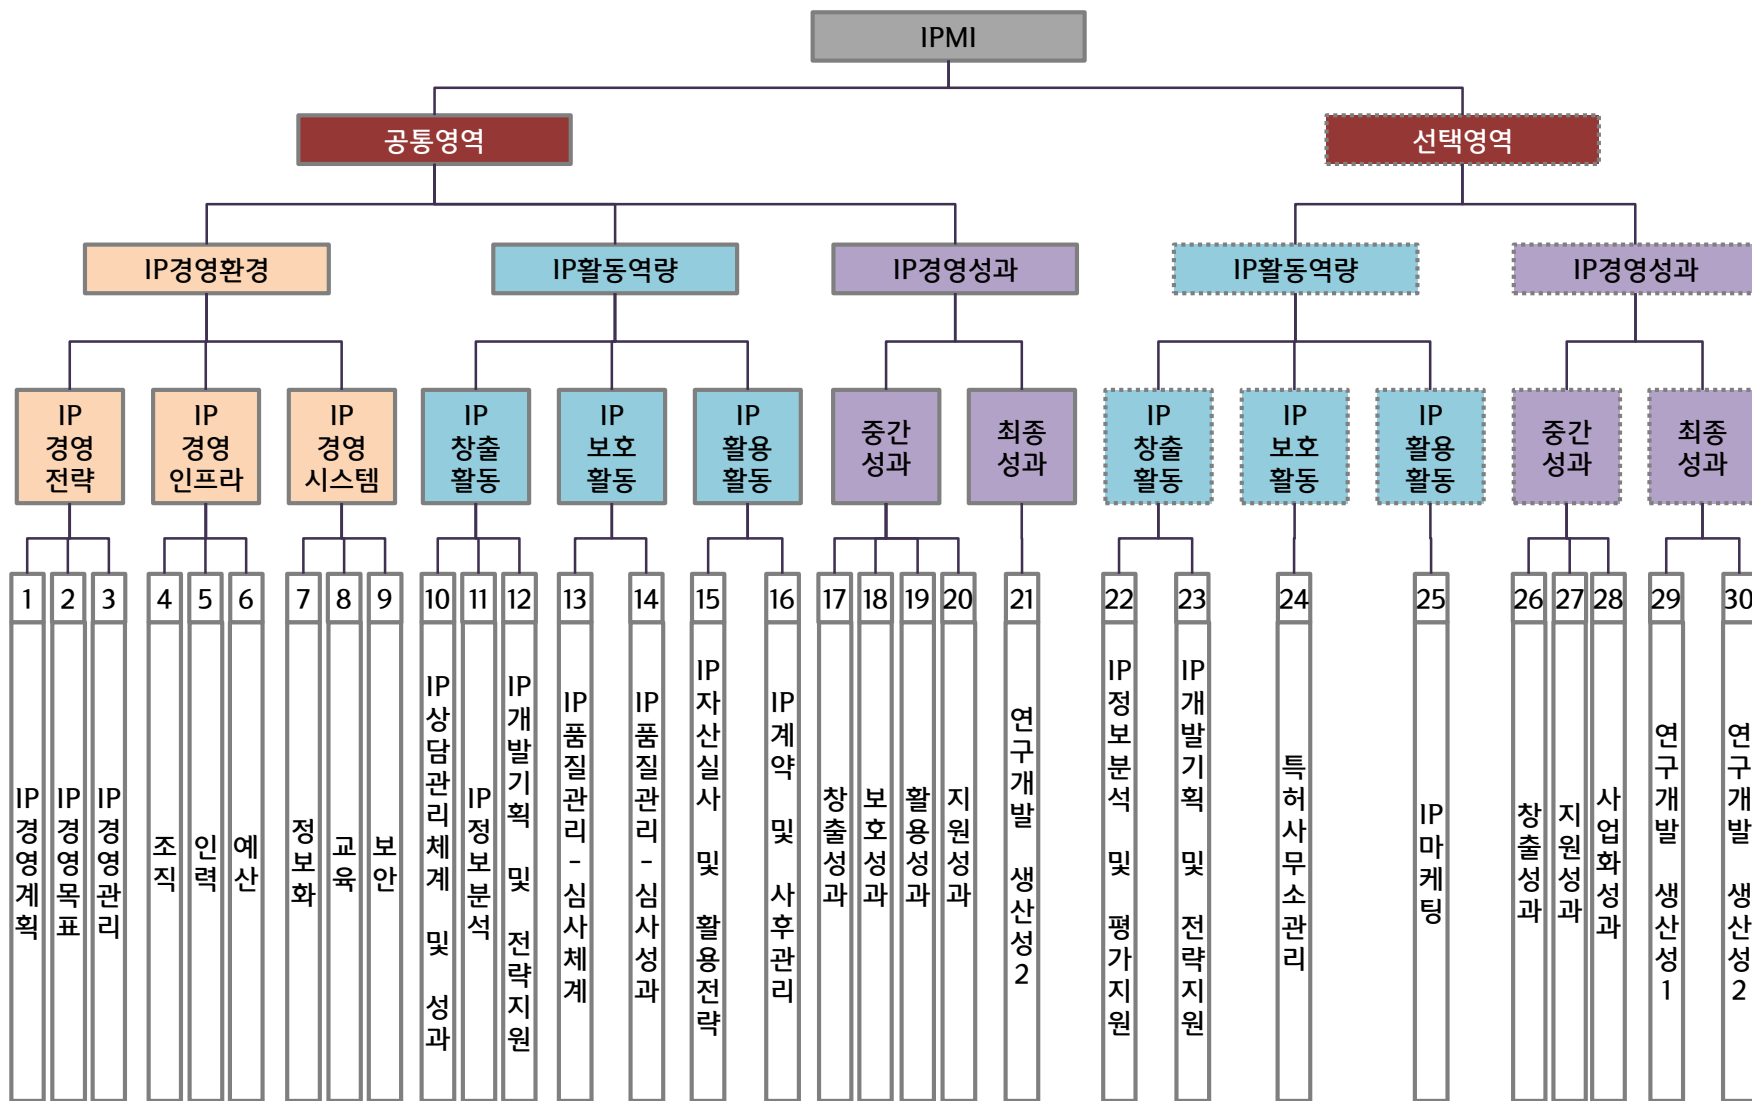 IPMI
공통영역
선택영역
IP경영환경
IP활동역량
IP경영성과
IP활동역량
IP경영성과
IP
경영
전략
IP
경영
인프라
IP
경영
시스템
IP
창출
활동
IP
보호
활동
IP
활용
활동
중간
성과
최종
성과
IP
창출
활동
IP
보호
활동
IP
활용
활동
중간
성과
최종
성과
1
2
3
4
5
6
7
8
9
10
11
12
13
14
15
16
17
18
19
20
21
22
23
24
25
26
27
28
29
30
IP경영계획
IP경영목표
IP경영관리
조직
인력
예산
정보화
교육
보안
IP상담관리체계 및 성과
IP정보분석
IP개발기획 및 전략지원
IP품질관리-심사체계
IP품질관리-심사성과
IP자산실사 및 활용전략
IP계약 및 사후관리
창출성과
보호성과
활용성과
지원성과
연구개발 생산성2
IP정보분석 및 평가지원
IP개발기획 및 전략지원
특허사무소관리
IP마케팅
창출성과
지원성과
사업화성과
연구개발 생산성1
연구개발 생산성2